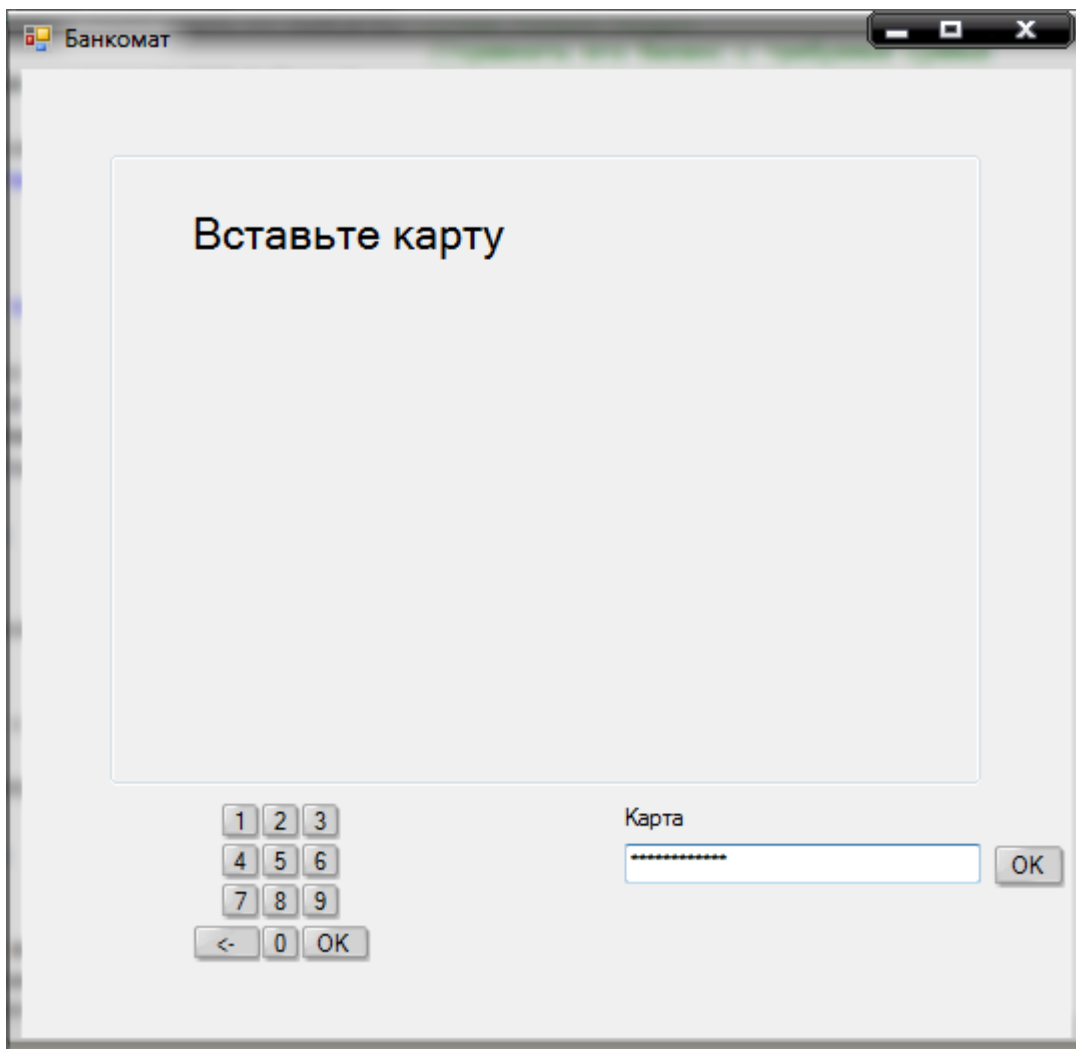 Банкомат
Вставьте карту
1 2 3
4 5 6
7 8 9
<- 0 OK
Карта
************
OK